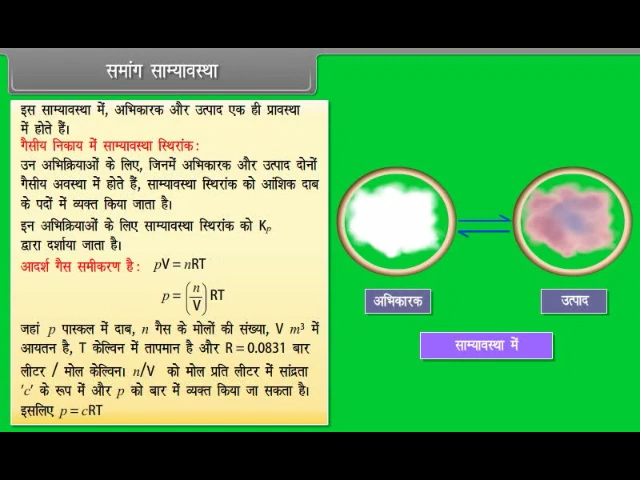 समांग साम्यावस्था
इस साम्यावस्था में, अभिकारक और उत्पाद एक ही प्रावस्था
में होते हैं।
गैसीय निकाय में साम्यावस्था स्थिरांक:
उन अभिक्रियाओं के लिए, जिनमें अभिकारक और उत्पाद दोनों
गैसीय अवस्था में होते हैं, साम्यावस्था स्थिरांक को आंशिक दाब
के पदों में व्यक्त किया जाता है।
इन अभिक्रियाओं के लिए साम्यावस्था स्थिरांक को Kp
द्वारा दर्शाया जाता है।
आदर्श गैस समीकरण है: pV = nRT
p = (n/V) RT
जहां p पास्कल में दाब, n गैस के मोलों की संख्या, V m³ में
आयतन है, T केल्विन में तापमान है और R = 0.0831 बार
लीटर / मोल केल्विन। n/V को मोल प्रति लीटर में सांद्रता
'c' के रूप में और p को बार में व्यक्त किया जा सकता है।
इसलिए p = cRT
अभिकारक
उत्पाद
साम्यावस्था में